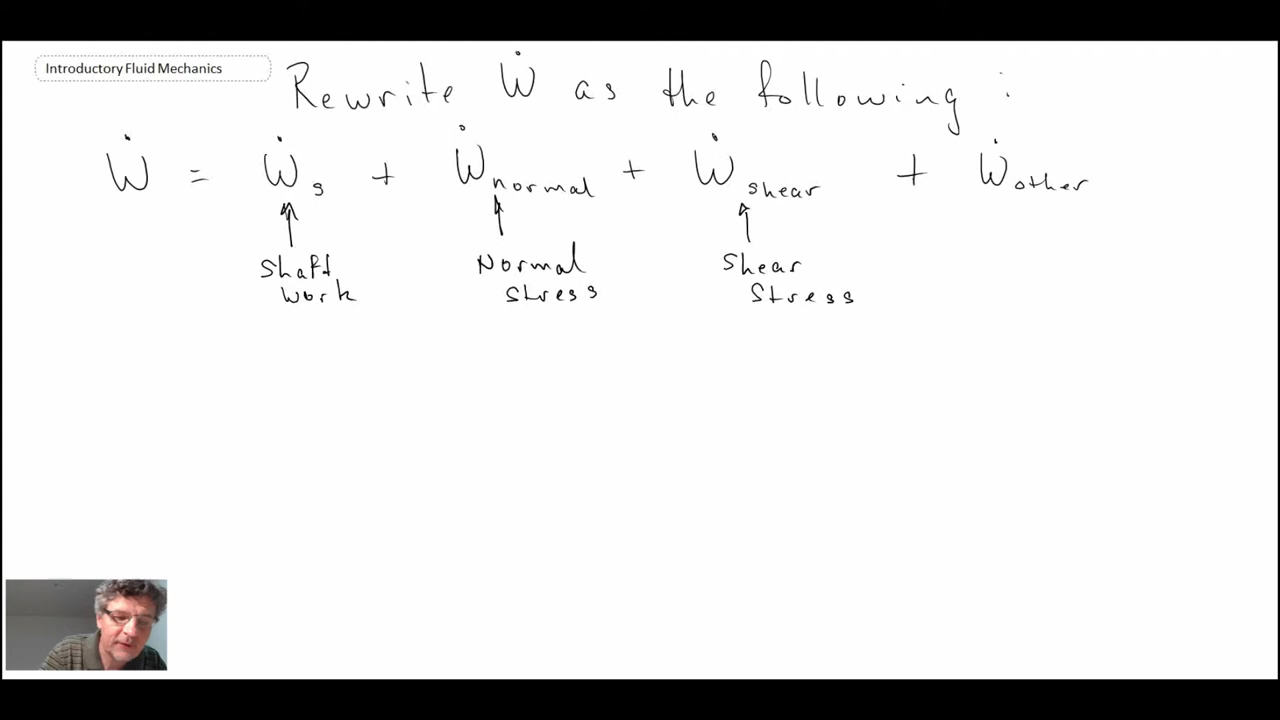 Introductory Fluid Mechanics
Rewrite Ẇ as the following :
Ẇ = Ẇs + Ẇnormal + Ẇshear + Ẇother
Shaft Normal Shear
Work Stress Stress